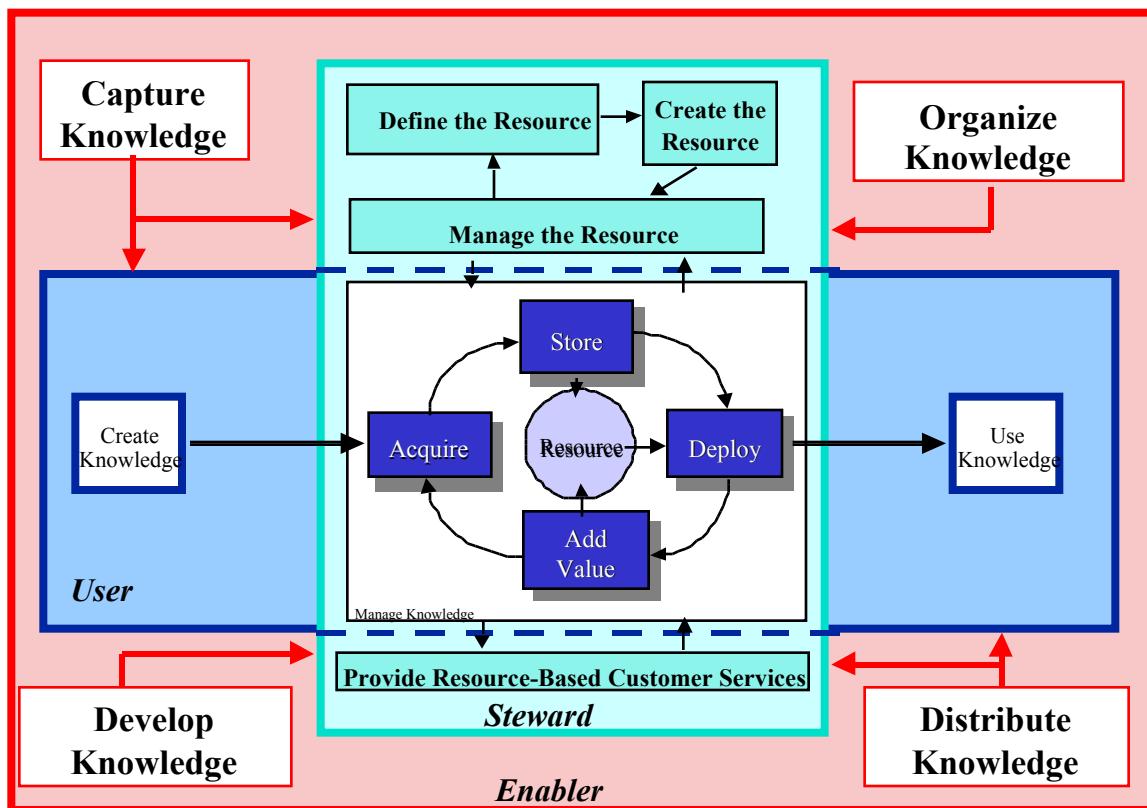 Capture
Knowledge
Define the Resource
Create the
Resource
Organize
Knowledge
Manage the Resource
Store
Create
Knowledge
Acquire
Resource
Deploy
Use
Knowledge
Add
Value
User
Manage Knowledge
Provide Resource-Based Customer Services
Develop
Knowledge
Steward
Distribute
Knowledge
Enabler